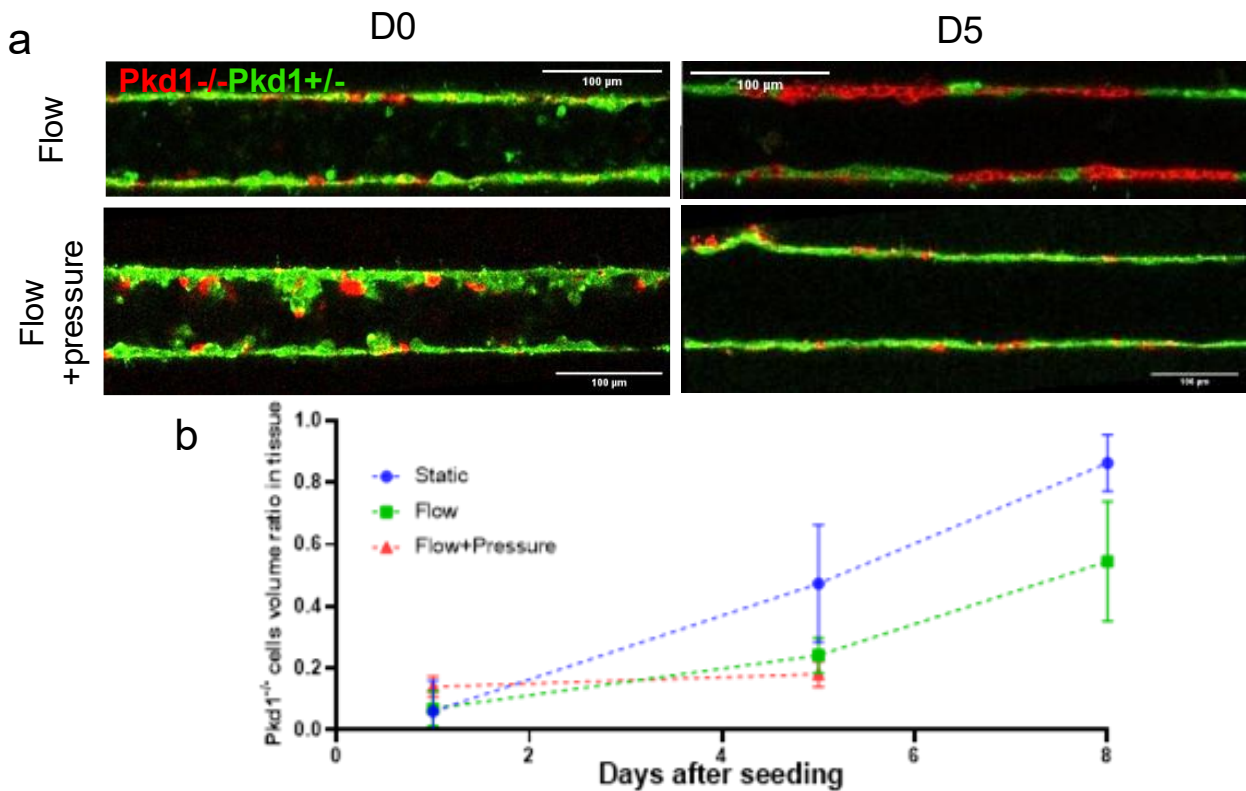 a
D0
D5
Flow
Pkd1-/-Pkd1+/-
100 µm
100 µm
Flow
+pressure
100 µm
100 µm
b
Pkd1-/- cells volume ratio in tissue
1.0
0.8
0.6
0.4
0.2
0.0
Static
Flow
Flow+Pressure
0
2
4
6
8
Days after seeding